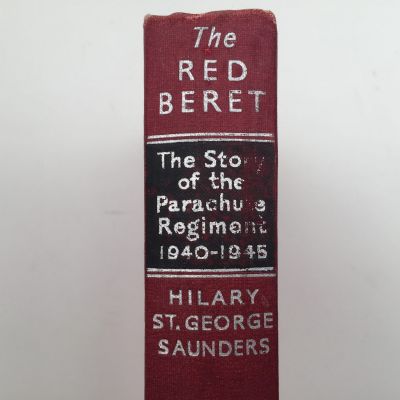 The
RED
BERET
The Story
of the
Parachute
Regiment
1940-1945
HILARY
ST. GEORGE
SAUNDERS